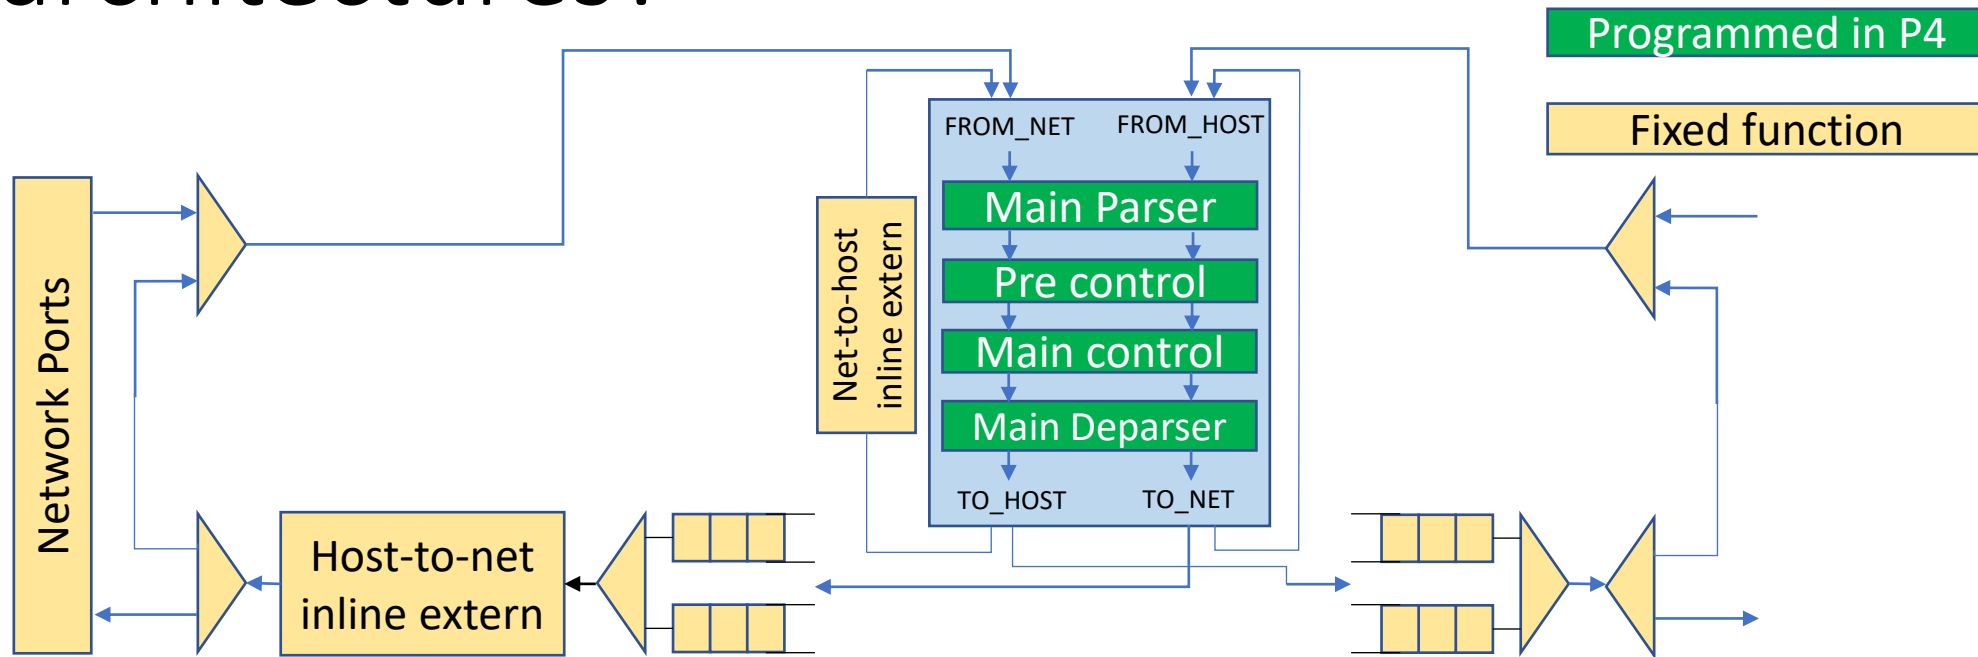 architectures?
Programmed in P4
Fixed function
FROM_NET
FROM_HOST
Main Parser
Pre control
Main control
Main Deparser
TO_HOST
TO_NET
Net-to-host
inline extern
Network Ports
Host-to-net
inline extern